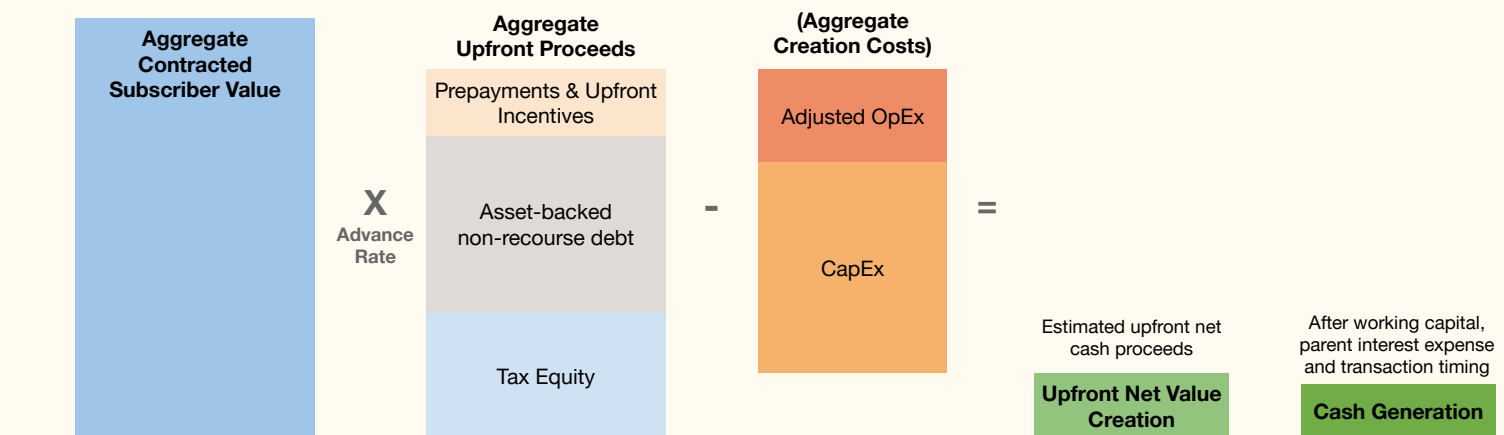 Aggregate
Contracted
Subscriber Value
X
Advance
Rate
Aggregate
Upfront Proceeds
Prepayments & Upfront
Incentives
Asset-backed
non-recourse debt
Tax Equity
-
(Aggregate
Creation Costs)
Adjusted OpEx
CapEx
=
Estimated upfront net
cash proceeds
Upfront Net Value
Creation
After working capital,
parent interest expense
and transaction timing
Cash Generation